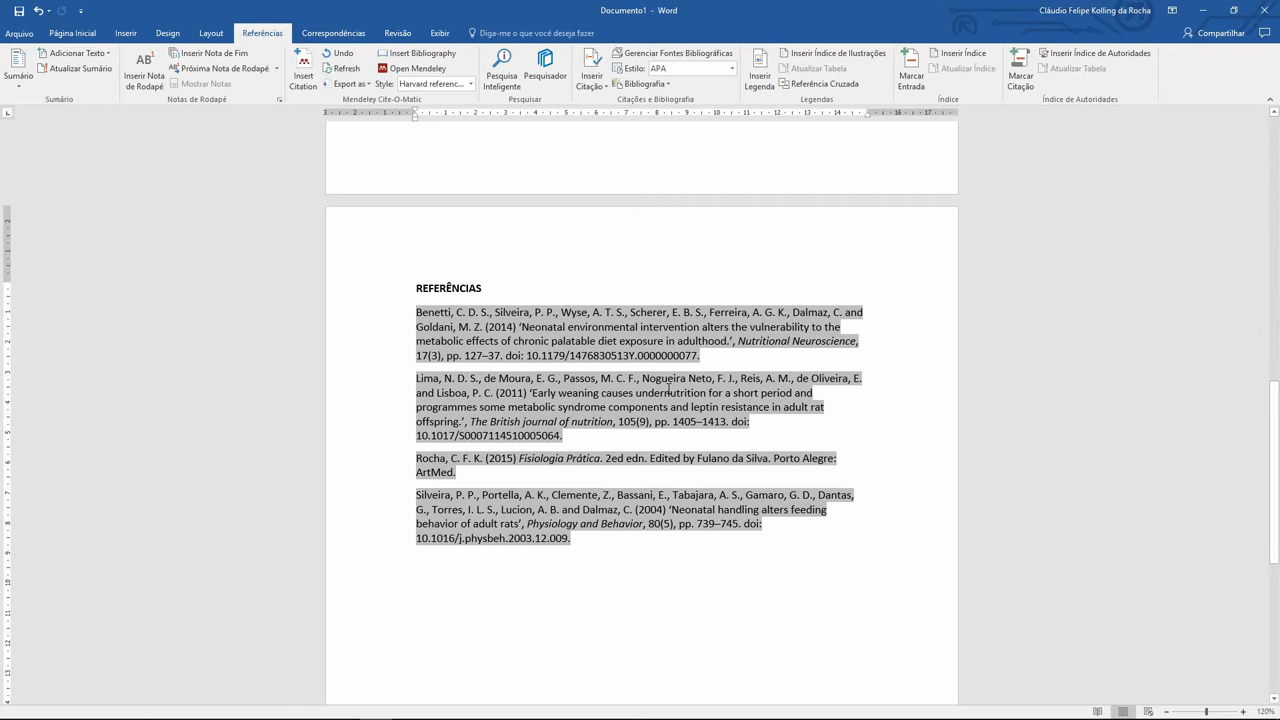 Documento1 - Word
Cláudio Felipe Kolling da Rocha
Arquivo Página Inicial Inserir Design Layout Referências Correspondências Revisão Exibir Diga-me o que você deseja fazer Compartilhar
Adicionar Texto
Atualizar Sumário
Sumário
Sumário
AB¹
Inserir Nota de Rodapé
Inserir Nota de Fim
Próxima Nota de Rodapé
Mostrar Notas
Notas de Rodapé
Insert Citation
Undo
Refresh
Export as
Insert Bibliography
Open Mendeley
Style: Harvard referenc...
Mendeley Cite-O-Matic
Pesquisa Inteligente
Pesquisador
Pesquisar
Inserir Citação
Gerenciar Fontes Bibliográficas
Estilo: APA
Bibliografia
Citações e Bibliografia
Inserir Legenda
Inserir Índice de Ilustrações
Atualizar Tabela
Referência Cruzada
Legendas
Marcar Entrada
Inserir Índice
Atualizar Índice
Índice
Marcar Citação
Inserir Índice de Autoridades
Atualizar Tabela
Índice de Autoridades
REFERÊNCIAS
Benetti, C. D. S., Silveira, P. P., Wyse, A. T. S., Scherer, E. B. S., Ferreira, A. G. K., Dalmaz, C. and
Goldani, M. Z. (2014) ‘Neonatal environmental intervention alters the vulnerability to the
metabolic effects of chronic palatable diet exposure in adulthood.’, Nutritional Neuroscience,
17(3), pp. 127–37. doi: 10.1179/1476830513Y.0000000077.
Lima, N. D. S., de Moura, E. G., Passos, M. C. F., Nogueira Neto, F. J., Reis, A. M., de Oliveira, E.
and Lisboa, P. C. (2011) ‘Early weaning causes undernutrition for a short period and
programmes some metabolic syndrome components and leptin resistance in adult rat
offspring.’, The British journal of nutrition, 105(9), pp. 1405–1413. doi:
10.1017/S0007114510005064.
Rocha, C. F. K. (2015) Fisiologia Prática. 2ed edn. Edited by Fulano da Silva. Porto Alegre:
ArtMed.
Silveira, P. P., Portella, A. K., Clemente, Z., Bassani, E., Tabajara, A. S., Gamaro, G. D., Dantas,
G., Torres, I. L. S., Lucion, A. B. and Dalmaz, C. (2004) ‘Neonatal handling alters feeding
behavior of adult rats’, Physiology and Behavior, 80(5), pp. 739–745. doi:
10.1016/j.physbeh.2003.12.009.
120%